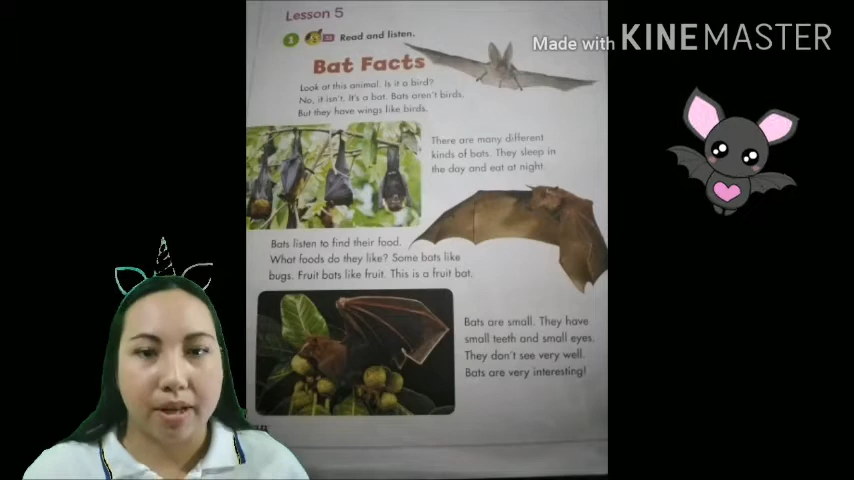 Lesson 5
2 Read and listen.
Made with KINEMASTER
Bat Facts
Look at this animal. Is it a bird?
No, it isn't. It's a bat. Bats aren't birds.
But they have wings like birds.
There are many different
kinds of bats. They sleep in
the day and eat at night.
Bats listen to find their food.
What foods do they like? Some bats like
bugs. Fruit bats like fruit. This is a fruit bat.
Bats are small. They have
small teeth and small eyes.
They don't see very well.
Bats are very interesting!